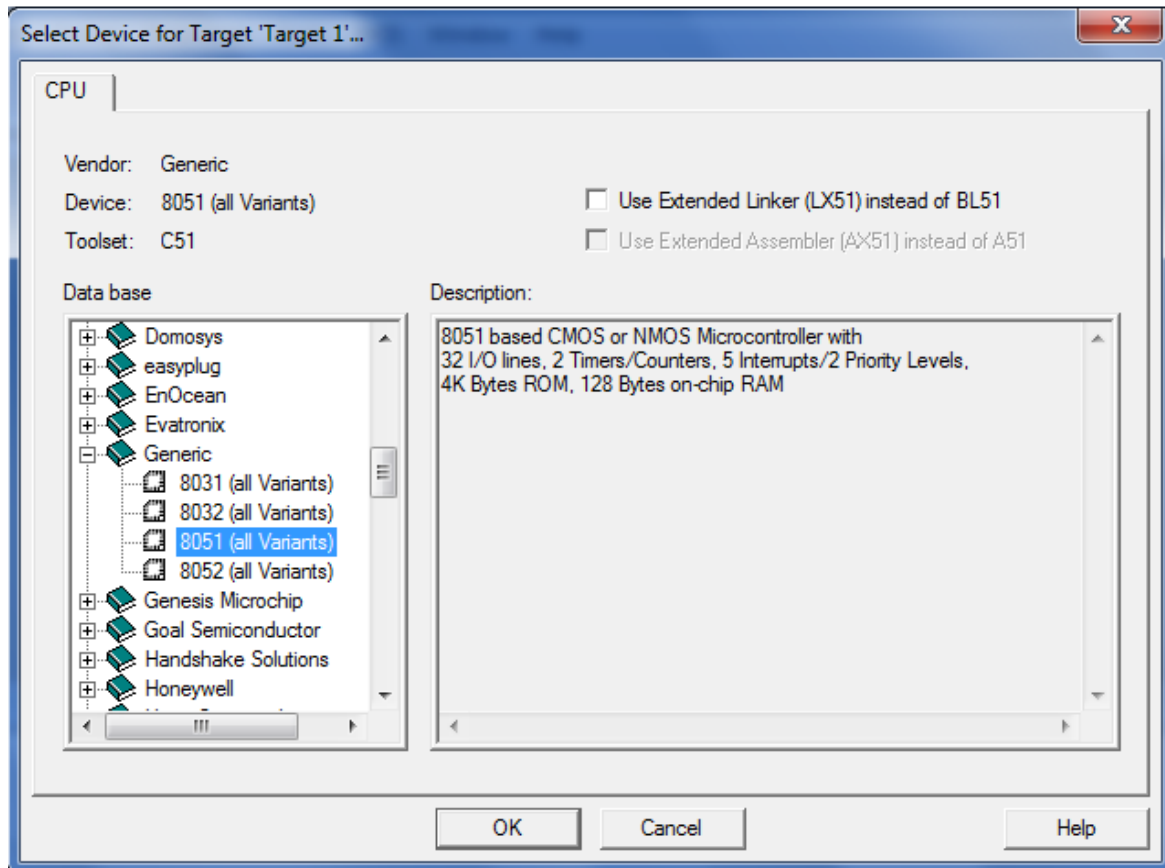 Select Device for Target 'Target 1'...
CPU
Vendor: Generic
Device: 8051 (all Variants)
Toolset: C51
Use Extended Linker (LX51) instead of BL51
Use Extended Assembler (AX51) instead of A51
Data base
Domosys
easyplug
EnOcean
Evatronix
Generic
8031 (all Variants)
8032 (all Variants)
8051 (all Variants)
8052 (all Variants)
Genesis Microchip
Goal Semiconductor
Handshake Solutions
Honeywell
Description:
8051 based CMOS or NMOS Microcontroller with
32 I/O lines, 2 Timers/Counters, 5 Interrupts/2 Priority Levels,
4K Bytes ROM, 128 Bytes on-chip RAM
OK
Cancel
Help